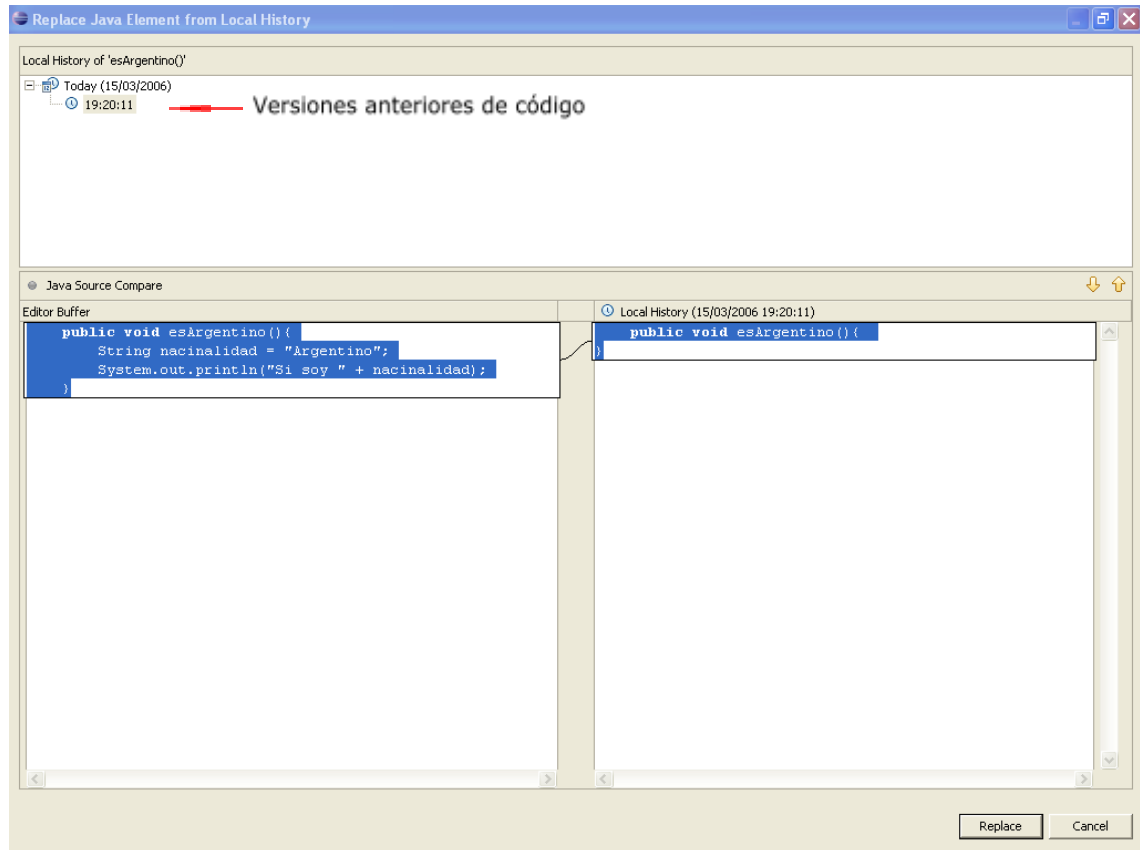 Replace Java Element from Local History
Local History of 'esArgentino()'
Today (15/03/2006)
19:20:11
Versiones anteriores de código
Java Source Compare
Editor Buffer
Local History (15/03/2006 19:20:11)
public void esArgentino(){
String nacinalidad = "Argentino";
System.out.println("Si soy " + nacinalidad);
}
public void esArgentino(){
}
Replace
Cancel